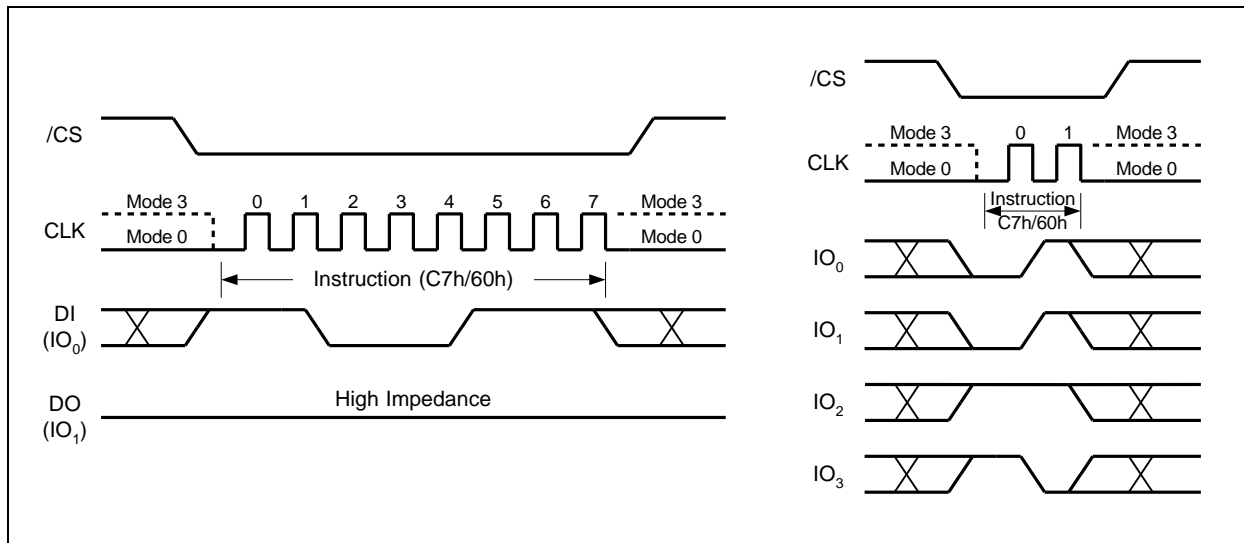 /CS
Mode 3 0 1 2 3 4 5 6 7 Mode 3
CLK Mode 0 Mode 0
Instruction (C7h/60h)
DI
(IO0)
High Impedance
DO
(IO1)
/CS
Mode 3 0 1 Mode 3
CLK Mode 0 Mode 0
Instruction
C7h/60h
IO0
IO1
IO2
IO3